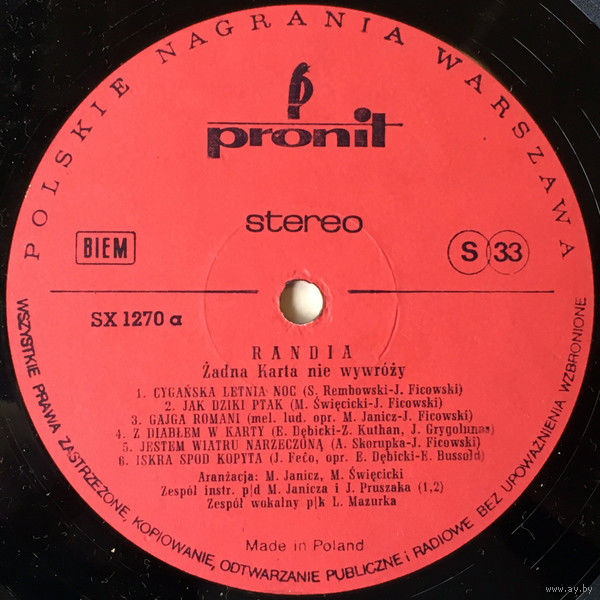 POLSKIE NAGRANIA WARSZAWA
pronit
stereo
BIEM
S 33
SX 1270 a
RANDIA
Żadna Karta nie wywróży
1. CYGAŃSKA LETNIA NOC (S. Rembowski-J. Ficowski)
2. JAK DZIKI PTAK (M. Święcicki-J. Ficowski)
3. GAJGA ROMANI (mel. lud. opr. M. Janicz-J. Ficowski)
4. Z DIABŁEM W KARTY (E. Dębicki-Z. Kuthan, J. Grygolunas)
5. JESTEM WIATRU NARZECZONĄ (A. Skorupka-J. Ficowski)
6. ISKRA SPOD KOPYTA (J. Fečo, opr. E. Dębicki-E. Bussold)
Aranżacja: M. Janicz, M. Święcicki
Zespół instr. p/d M. Janicza i J. Pruszaka (1,2)
Zespół wokalny p/k L. Mazurka
Made in Poland
WSZYSTKIE PRAWA ZASTRZEŻONE, KOPIOWANIE, ODTWARZANIE PUBLICZNE i RADIOWE BEZ UPOWAŻNIENIA WZBRONIONE
www.ay.by